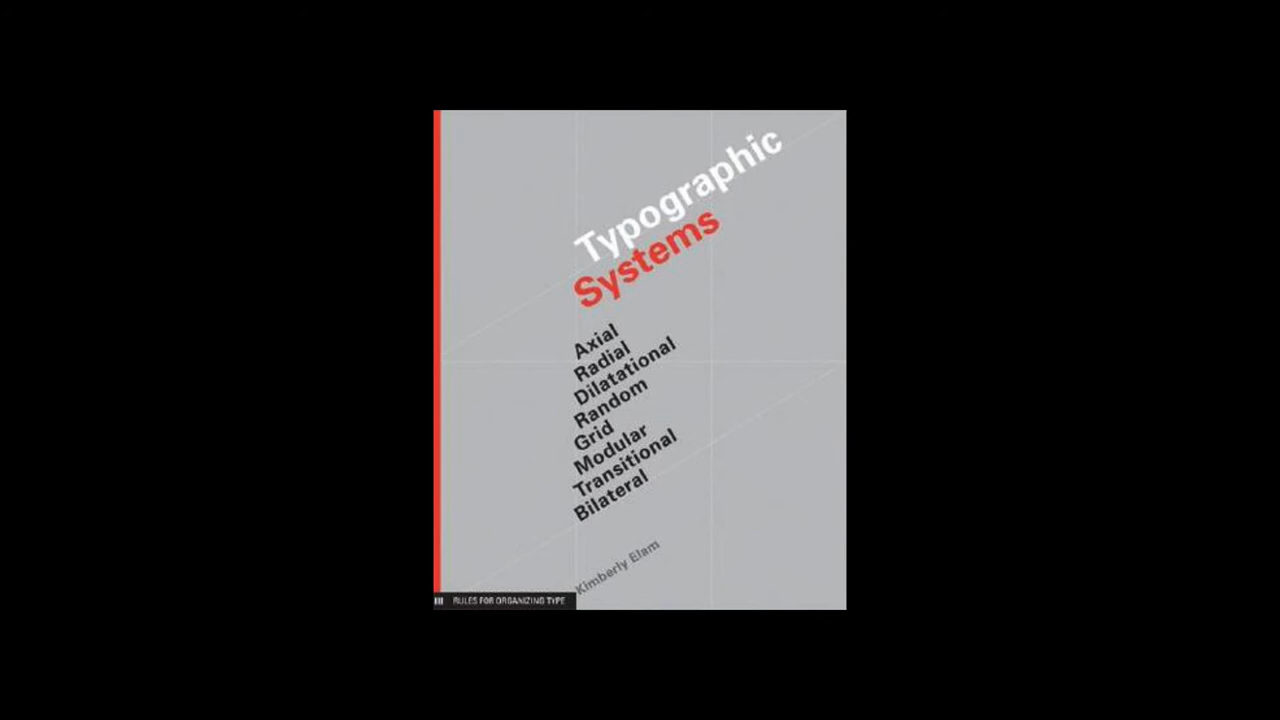 Typographic
Systems
Axial
Radial
Dilatational
Random
Grid
Modular
Transitional
Bilateral
Kimberly Elam
RULES FOR ORGANIZING TYPE